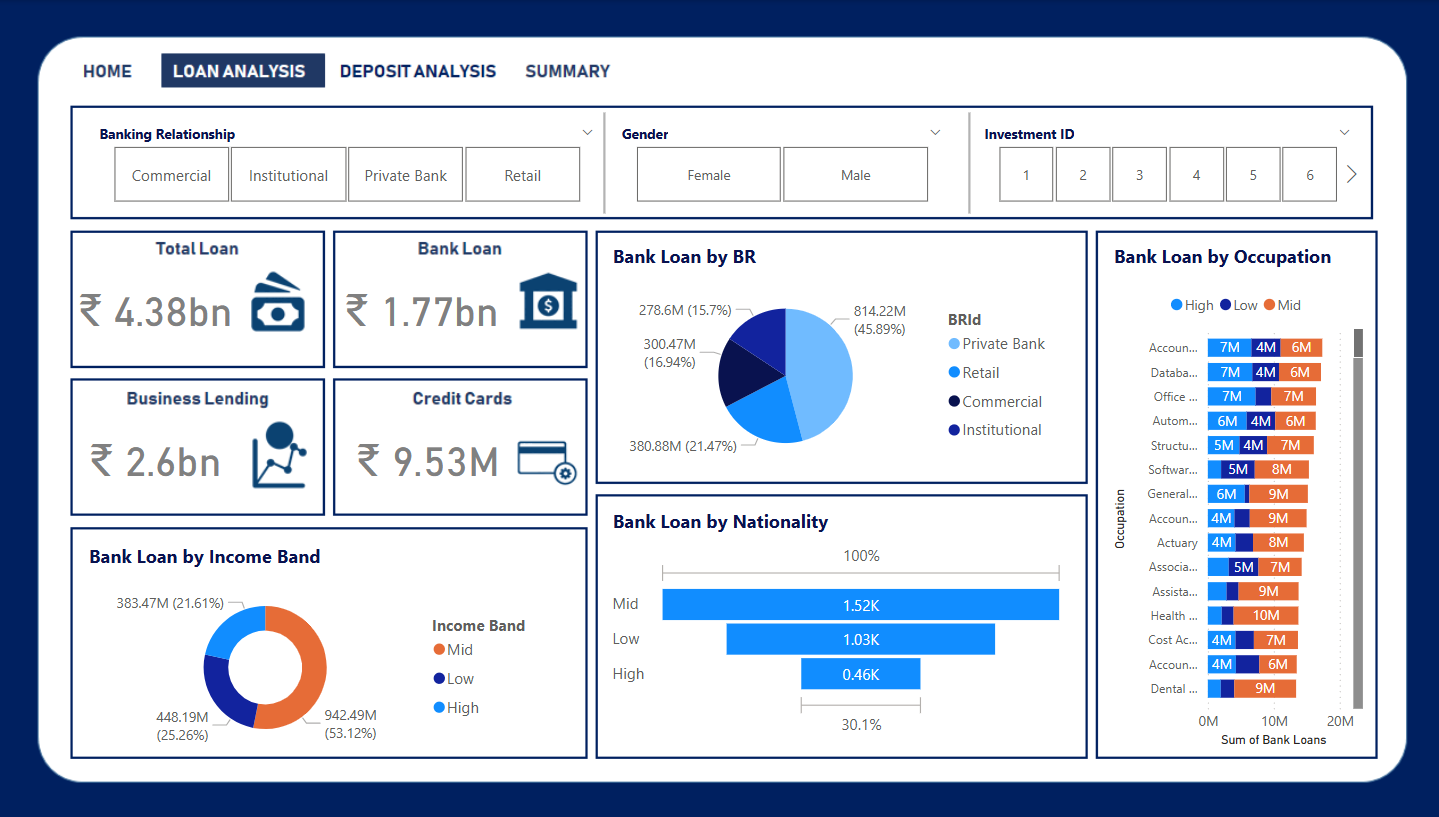 HOME LOAN ANALYSIS DEPOSIT ANALYSIS SUMMARY
Banking Relationship
Commercial Institutional Private Bank Retail
Gender
Female Male
Investment ID
1 2 3 4 5 6
Total Loan
₹ 4.38bn
Bank Loan
₹ 1.77bn
$
Business Lending
₹ 2.6bn
Credit Cards
₹ 9.53M
Bank Loan by Income Band
383.47M (21.61%)
448.19M
(25.26%)
942.49M
(53.12%)
Income Band
Mid
Low
High
Bank Loan by BR
278.6M (15.7%)
300.47M
(16.94%)
380.88M (21.47%)
814.22M
(45.89%)
BRId
Private Bank
Retail
Commercial
Institutional
Bank Loan by Nationality
100%
Mid 1.52K
Low 1.03K
High 0.46K
30.1%
Bank Loan by Occupation
High Low Mid
Occupation
Accoun... 7M 4M 6M
Databa... 7M 4M 6M
Office ... 7M 7M
Autom... 6M 4M 6M
Structu... 5M 4M 7M
Softwar... 5M 8M
General... 6M 9M
Accoun... 4M 9M
Actuary 4M 8M
Associa... 5M 7M
Assista... 9M
Health ... 10M
Cost Ac... 4M 7M
Accoun... 4M 6M
Dental ... 9M
0M 10M 20M
Sum of Bank Loans